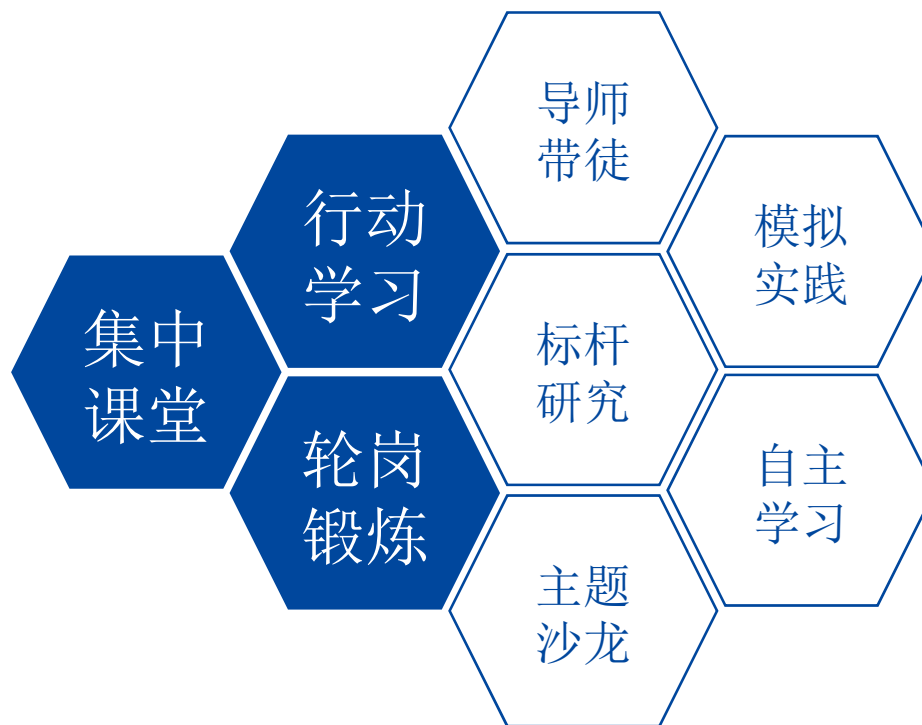 导师
带徒
行动
学习
模拟
实践
集中
课堂
标杆
研究
轮岗
锻炼
自主
学习
主题
沙龙